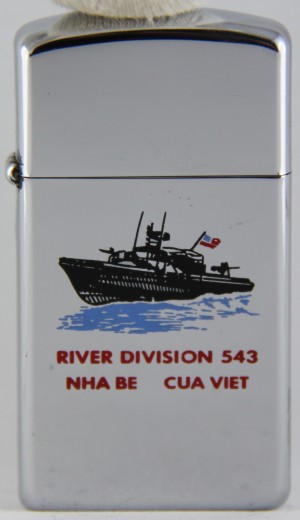 RIVER DIVISION 543
NHA BE CUA VIET